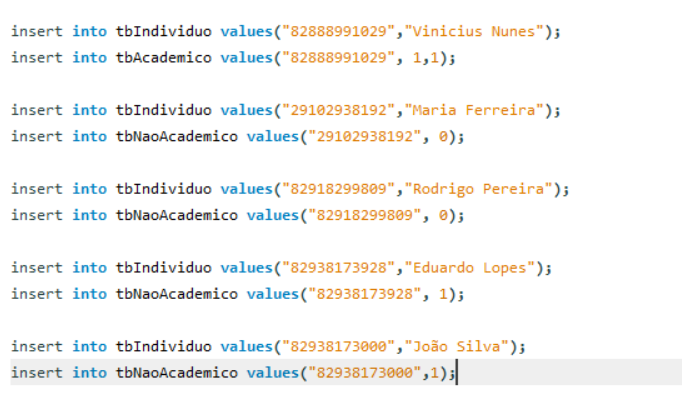 insert into tbIndividuo values("82888991029","Vinicius Nunes");
insert into tbAcademico values("82888991029", 1,1);
insert into tbIndividuo values("29102938192","Maria Ferreira");
insert into tbNaoAcademico values("29102938192", 0);
insert into tbIndividuo values("82918299809","Rodrigo Pereira");
insert into tbNaoAcademico values("82918299809", 0);
insert into tbIndividuo values("82938173928","Eduardo Lopes");
insert into tbNaoAcademico values("82938173928", 1);
insert into tbIndividuo values("82938173000","João Silva");
insert into tbNaoAcademico values("82938173000",1);